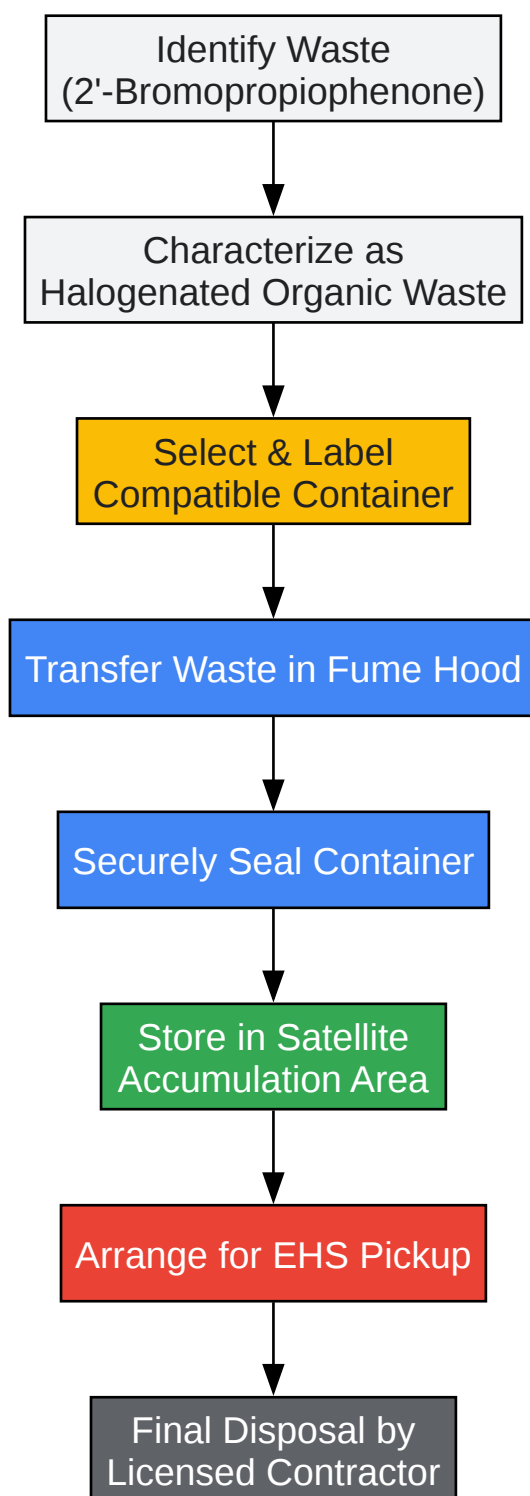 Identify Waste
(2'-Bromopropiophenone)
Characterize as
Halogenated Organic Waste
Select & Label
Compatible Container
Transfer Waste in Fume Hood
Securely Seal Container
Store in Satellite
Accumulation Area
Arrange for EHS Pickup
Final Disposal by
Licensed Contractor